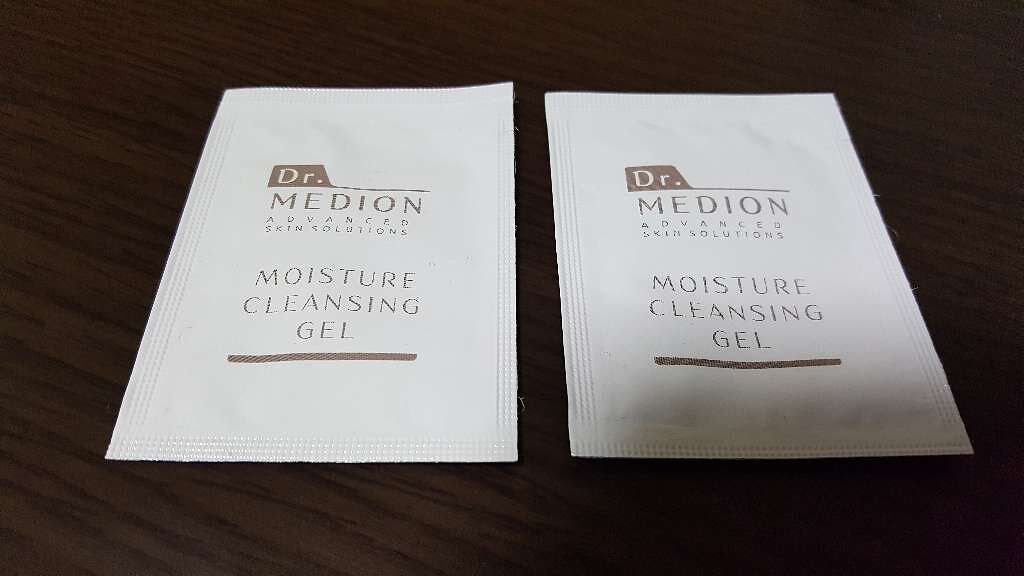 Dr.
MEDION
ADVANCED
SKIN SOLUTIONS
MOISTURE
CLEANSING
GEL
Dr.
MEDION
ADVANCED
SKIN SOLUTIONS
MOISTURE
CLEANSING
GEL